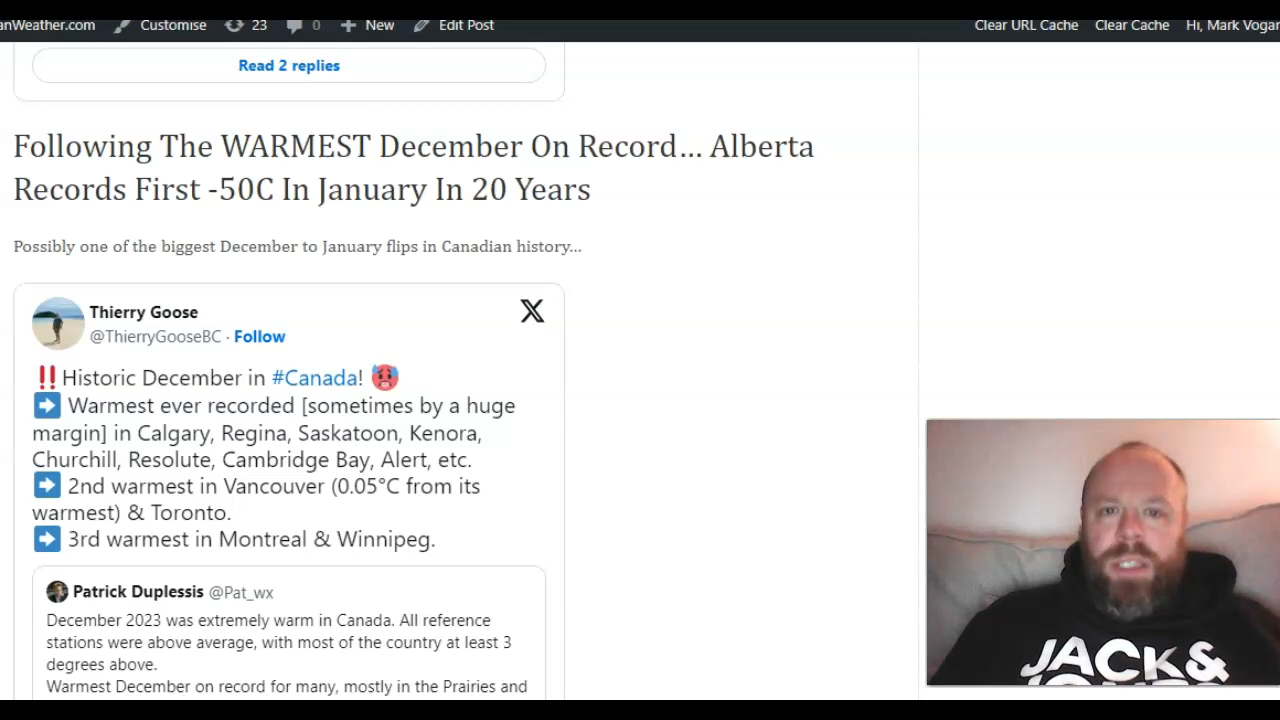 anWeather.com Customise 23 0 New Edit Post Clear URL Cache Clear Cache Hi, Mark Vogan
Read 2 replies
Following The WARMEST December On Record… Alberta
Records First -50C In January In 20 Years
Possibly one of the biggest December to January flips in Canadian history…
Thierry Goose
@ThierryGooseBC · Follow
‼️Historic December in #Canada! 🥵
➡️ Warmest ever recorded [sometimes by a huge
margin] in Calgary, Regina, Saskatoon, Kenora,
Churchill, Resolute, Cambridge Bay, Alert, etc.
➡️ 2nd warmest in Vancouver (0.05°C from its
warmest) & Toronto.
➡️ 3rd warmest in Montreal & Winnipeg.
Patrick Duplessis @Pat_wx
December 2023 was extremely warm in Canada. All reference
stations were above average, with most of the country at least 3
degrees above.
Warmest December on record for many, mostly in the Prairies and
JACK&
JONES